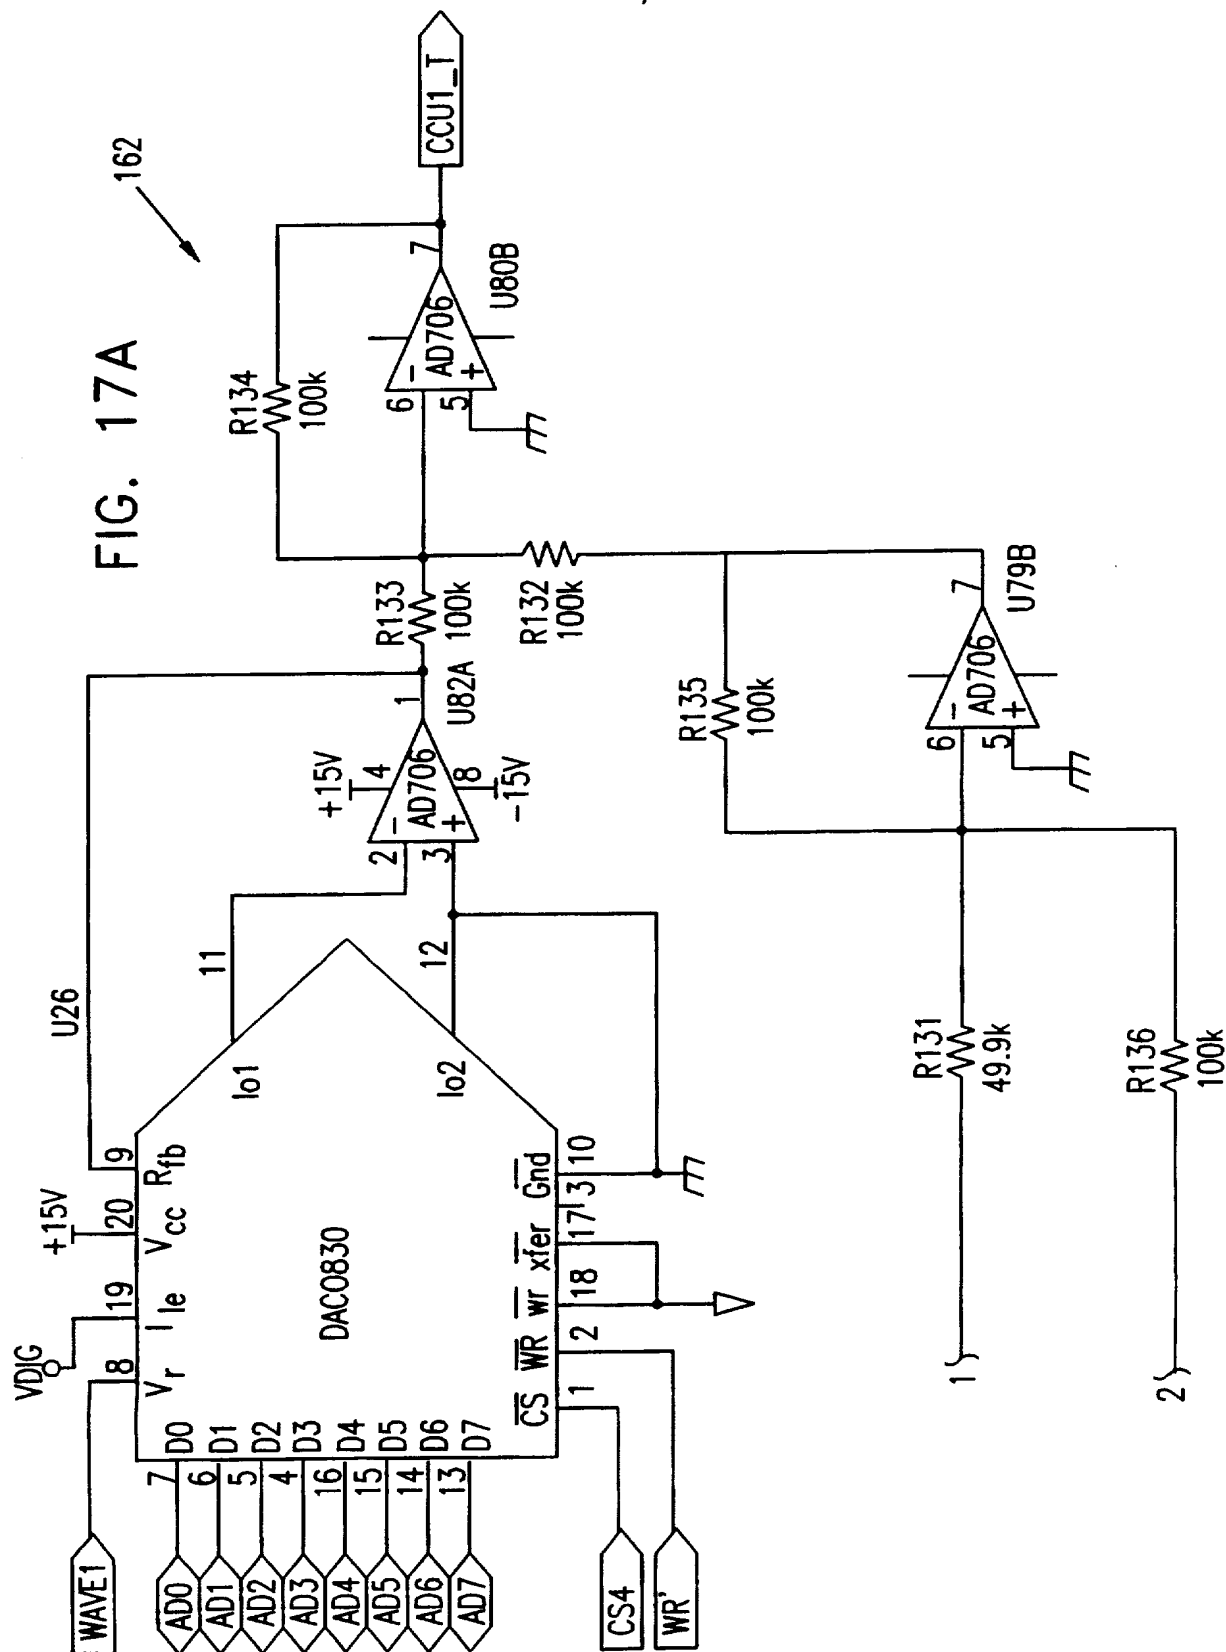 FIG. 17A
162
WAVE1
AD0
AD1
AD2
AD3
AD4
AD5
AD6
AD7
CS4
WR'
7
6
5
4
16
15
14
13
D0
D1
D2
D3
D4
D5
D6
D7
VDIG
+15V
8
19
20
9
Vr
Ile
Vcc
Rfb
DAC0830
CS
WR
wr
xfer
Gnd
1
2
18
17
3
10
U26
Io1
Io2
11
12
2
3
+15V
4
AD706
−
+
8
-15V
1
U82A
R133
100k
R134
100k
R132
100k
6
5
−
+
AD706
7
U80B
CCU1_T
R135
100k
6
5
−
+
AD706
7
U79B
1
R131
49.9k
2
R136
100k